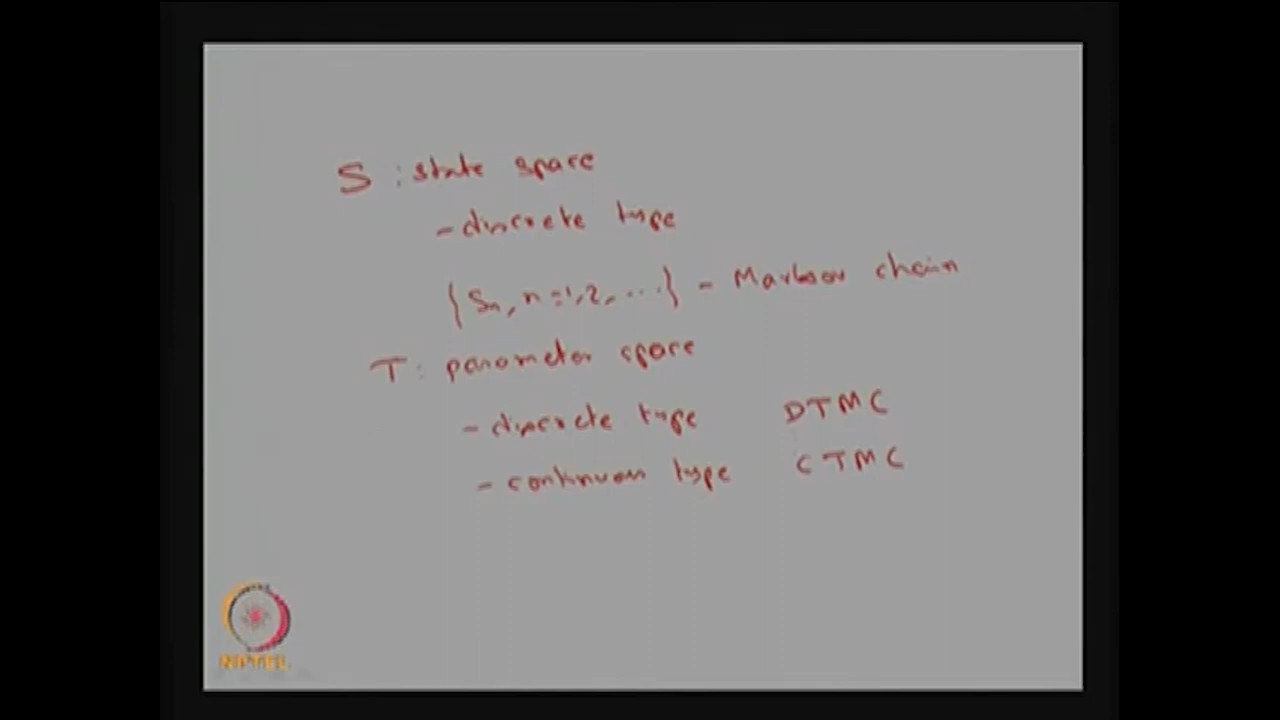 S : state space
- discrete type
{Sn, n=1,2, ...} - Markov chain
T : parameter space
- discrete type DTMC
- continuous type CTMC
NPTEL